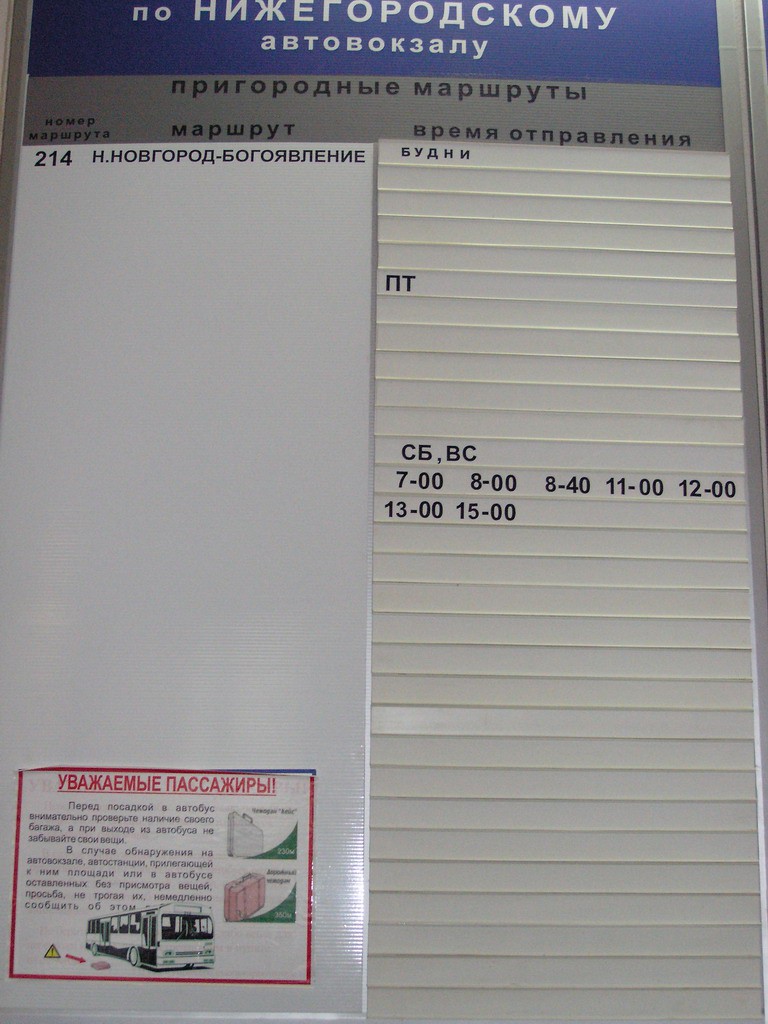 по НИЖЕГОРОДСКОМУ
автовокзалу
пригородные маршруты
номер маршрута
маршрут
время отправления
214 Н.НОВГОРОД-БОГОЯВЛЕНИЕ
БУДНИ
ПТ
СБ,ВС
7-00 8-00 8-40 11-00 12-00
13-00 15-00
УВАЖАЕМЫЕ ПАССАЖИРЫ!
Перед посадкой в автобус
внимательно проверьте наличие своего
багажа, а при выходе из автобуса не
забывайте свои вещи.
В случае обнаружения на
автовокзале, автостанции, прилегающей
к ним площади или в автобусе
оставленных без присмотра вещей,
просьба, не трогая их, немедленно
сообщить об этом
Дорожный
чемодан